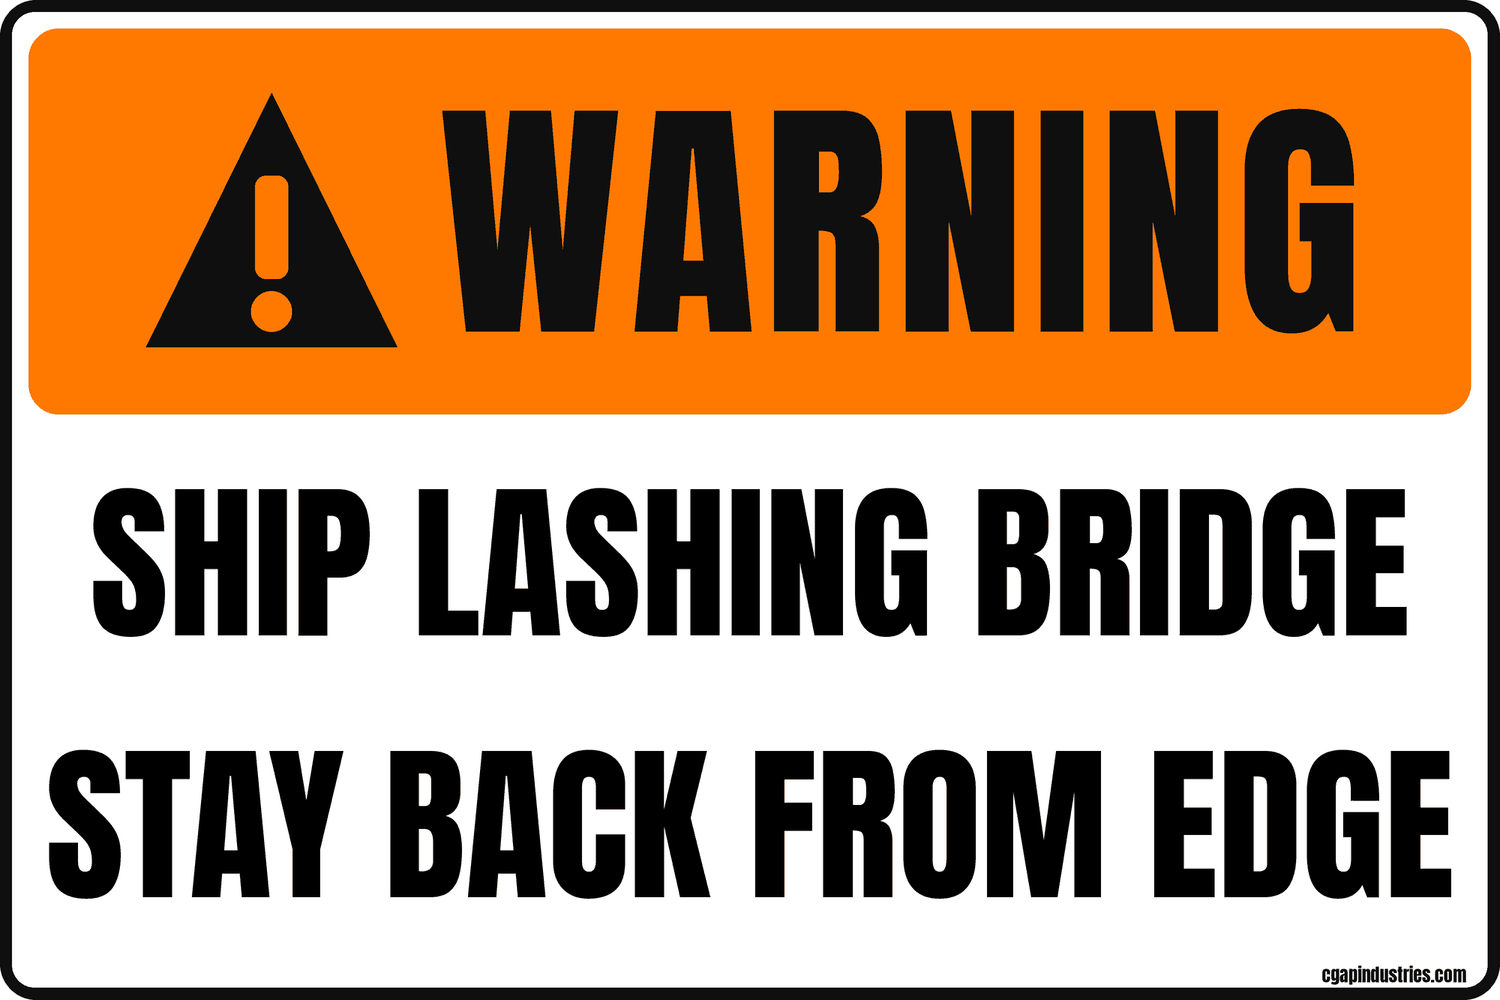 WARNING
SHIP LASHING BRIDGE
STAY BACK FROM EDGE
cgapindustries.com